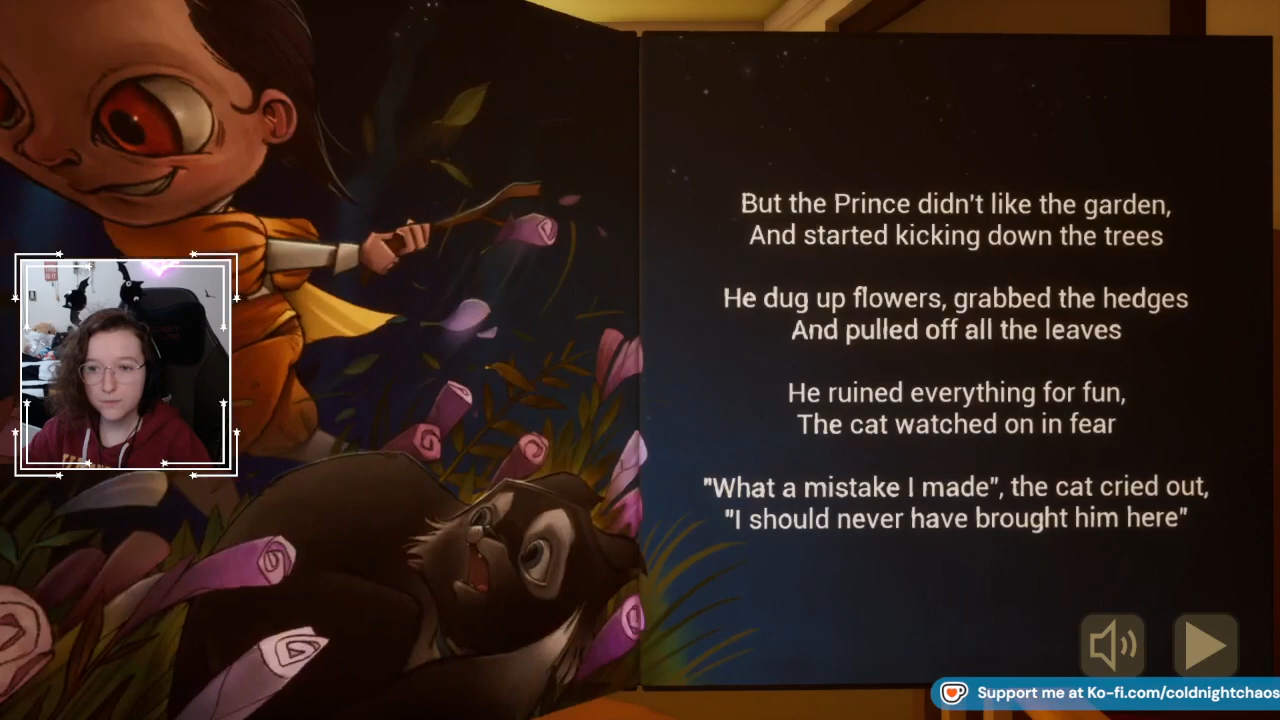 But the Prince didn't like the garden,
And started kicking down the trees
He dug up flowers, grabbed the hedges
And pulled off all the leaves
He ruined everything for fun,
The cat watched on in fear
"What a mistake I made", the cat cried out,
"I should never have brought him here"
Support me at Ko-fi.com/coldnightchaos